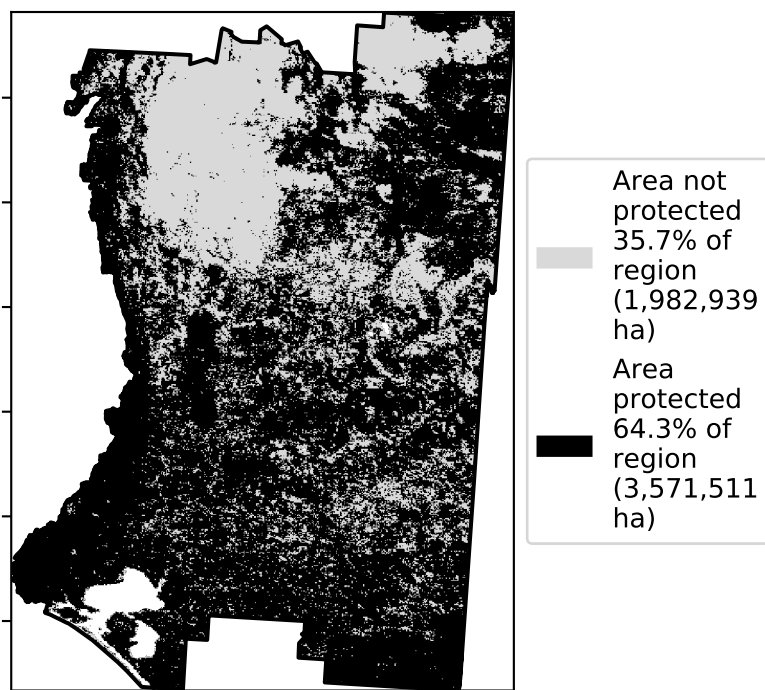 Area not
protected
35.7% of
region
(1,982,939
ha)
Area
protected
64.3% of
region
(3,571,511
ha)